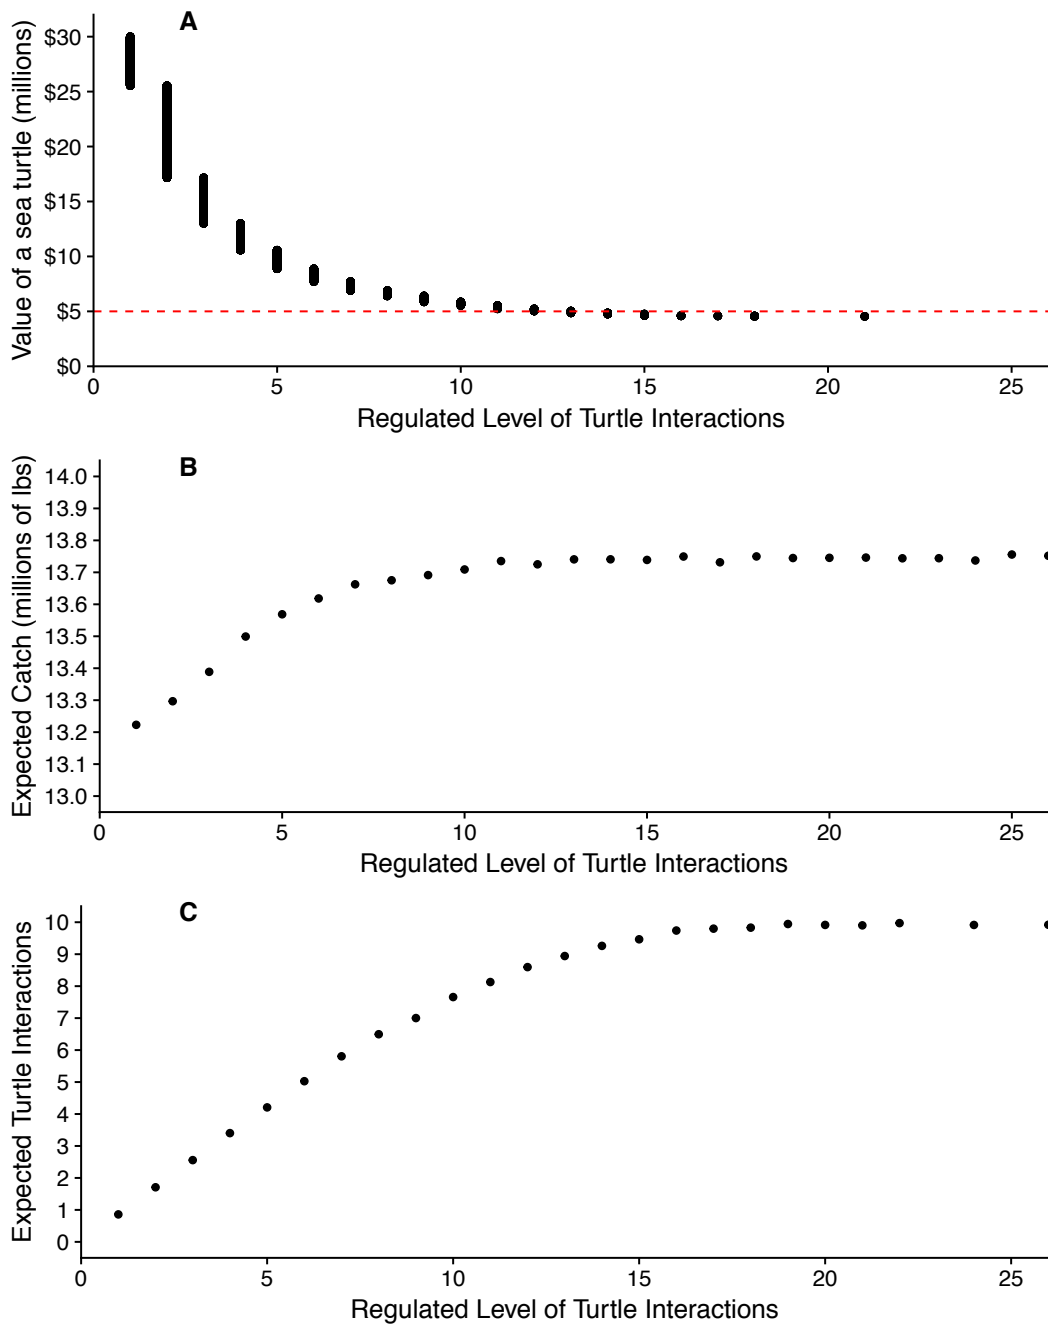 A
Value of a sea turtle (millions)
$30
$25
$20
$15
$10
$5
$0
0 5 10 15 20 25
Regulated Level of Turtle Interactions
B
Expected Catch (millions of lbs)
14.0
13.9
13.8
13.7
13.6
13.5
13.4
13.3
13.2
13.1
13.0
0 5 10 15 20 25
Regulated Level of Turtle Interactions
C
Expected Turtle Interactions
10
9
8
7
6
5
4
3
2
1
0
0 5 10 15 20 25
Regulated Level of Turtle Interactions